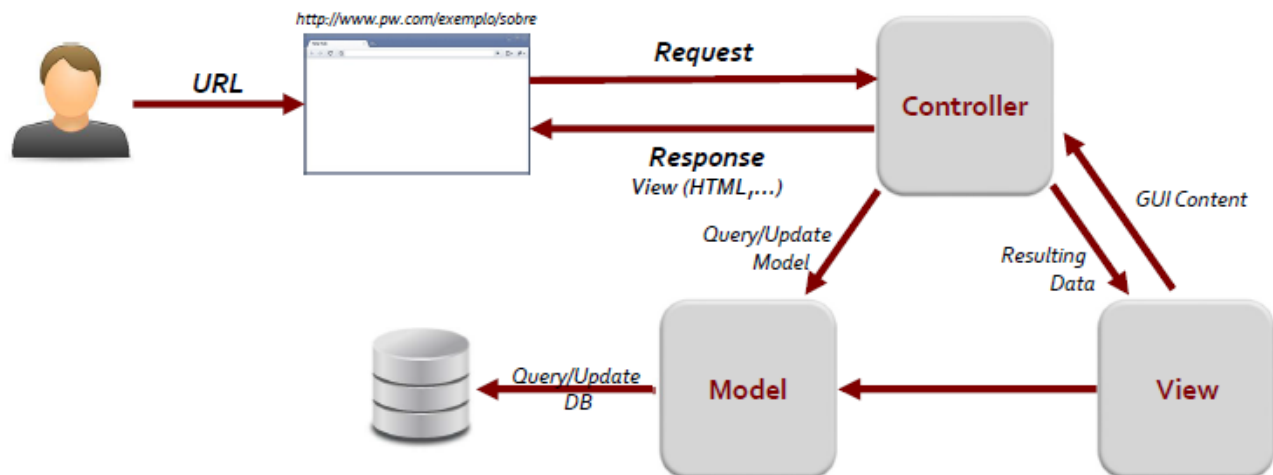 http://www.pw.com/exemplo/sobre
URL
Request
Controller
Response
View (HTML,...)
GUI Content
Query/Update
Model
Resulting
Data
Query/Update
DB
Model
View